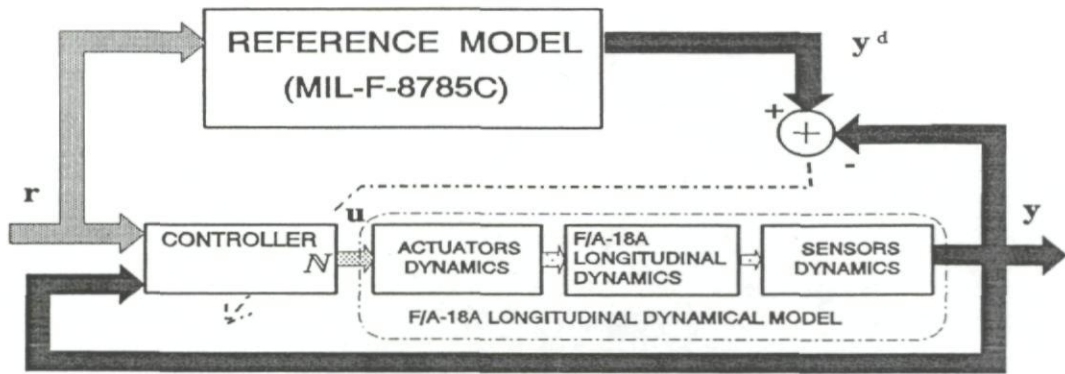 REFERENCE MODEL
(MIL-F-8785C)
y d
+
+
-
r
u
y
CONTROLLER
ℕ
ACTUATORS
DYNAMICS
F/A-18A
LONGITUDINAL
DYNAMICS
SENSORS
DYNAMICS
F/A-18A LONGITUDINAL DYNAMICAL MODEL